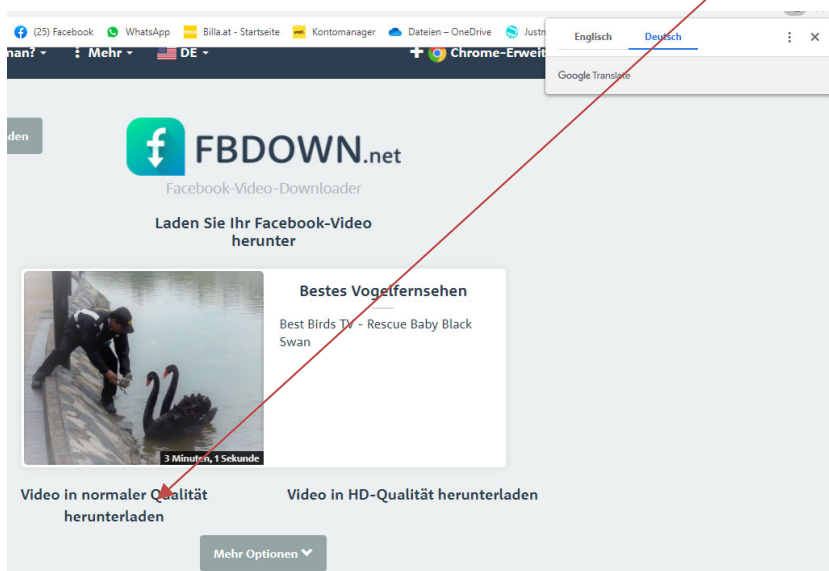 (25) Facebook WhatsApp Billa.at - Startseite Kontomanager Dateien – OneDrive
Englisch Deutsch
Mehr DE + Chrome-Erweit
Google Translate
den
FBDOWN.net
Facebook-Video-Downloader
Laden Sie Ihr Facebook-Video
herunter
Bestes Vogelfernsehen
Best Birds TV - Rescue Baby Black
Swan
3 Minuten, 1 Sekunde
Video in normaler Qualität
herunterladen
Video in HD-Qualität herunterladen
Mehr Optionen